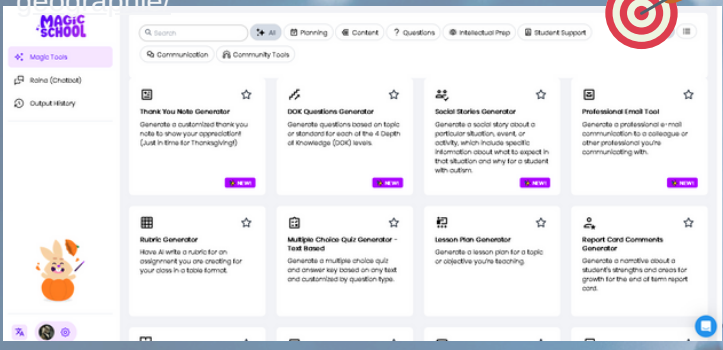 geographie/
MAGIC
SCHOOL
Search
All
Planning
Content
? Questions
Intellectual Prep
Student Support
Communication
Community Tools
Magic Tools
Raina (Chatbot)
Output History
Thank You Note Generator
Generate a customized thank you
note to show your appreciation!
(Just in time for Thanksgiving!)
NEW!
DOK Questions Generator
Generate questions based on topic
or standard for each of the 4 Depth
of Knowledge (DOK) levels.
NEW!
Social Stories Generator
Generate a social story about a
particular situation, event, or
activity, which include specific
information about what to expect in
that situation and why for a student
with autism.
NEW!
Professional Email Tool
Generate a professional e-mail
communication to a colleague or
other professional you're
communicating with.
NEW!
Rubric Generator
Have AI write a rubric for an
assignment you are creating for
your class in a table format.
Multiple Choice Quiz Generator -
Text Based
Generate a multiple choice quiz
and answer key based on any text
and customized by question type.
Lesson Plan Generator
Generate a lesson plan for a topic
or objective you're teaching.
Report Card Comments
Generator
Generate a narrative about a
student's strengths and areas for
growth for the end of term report
card.